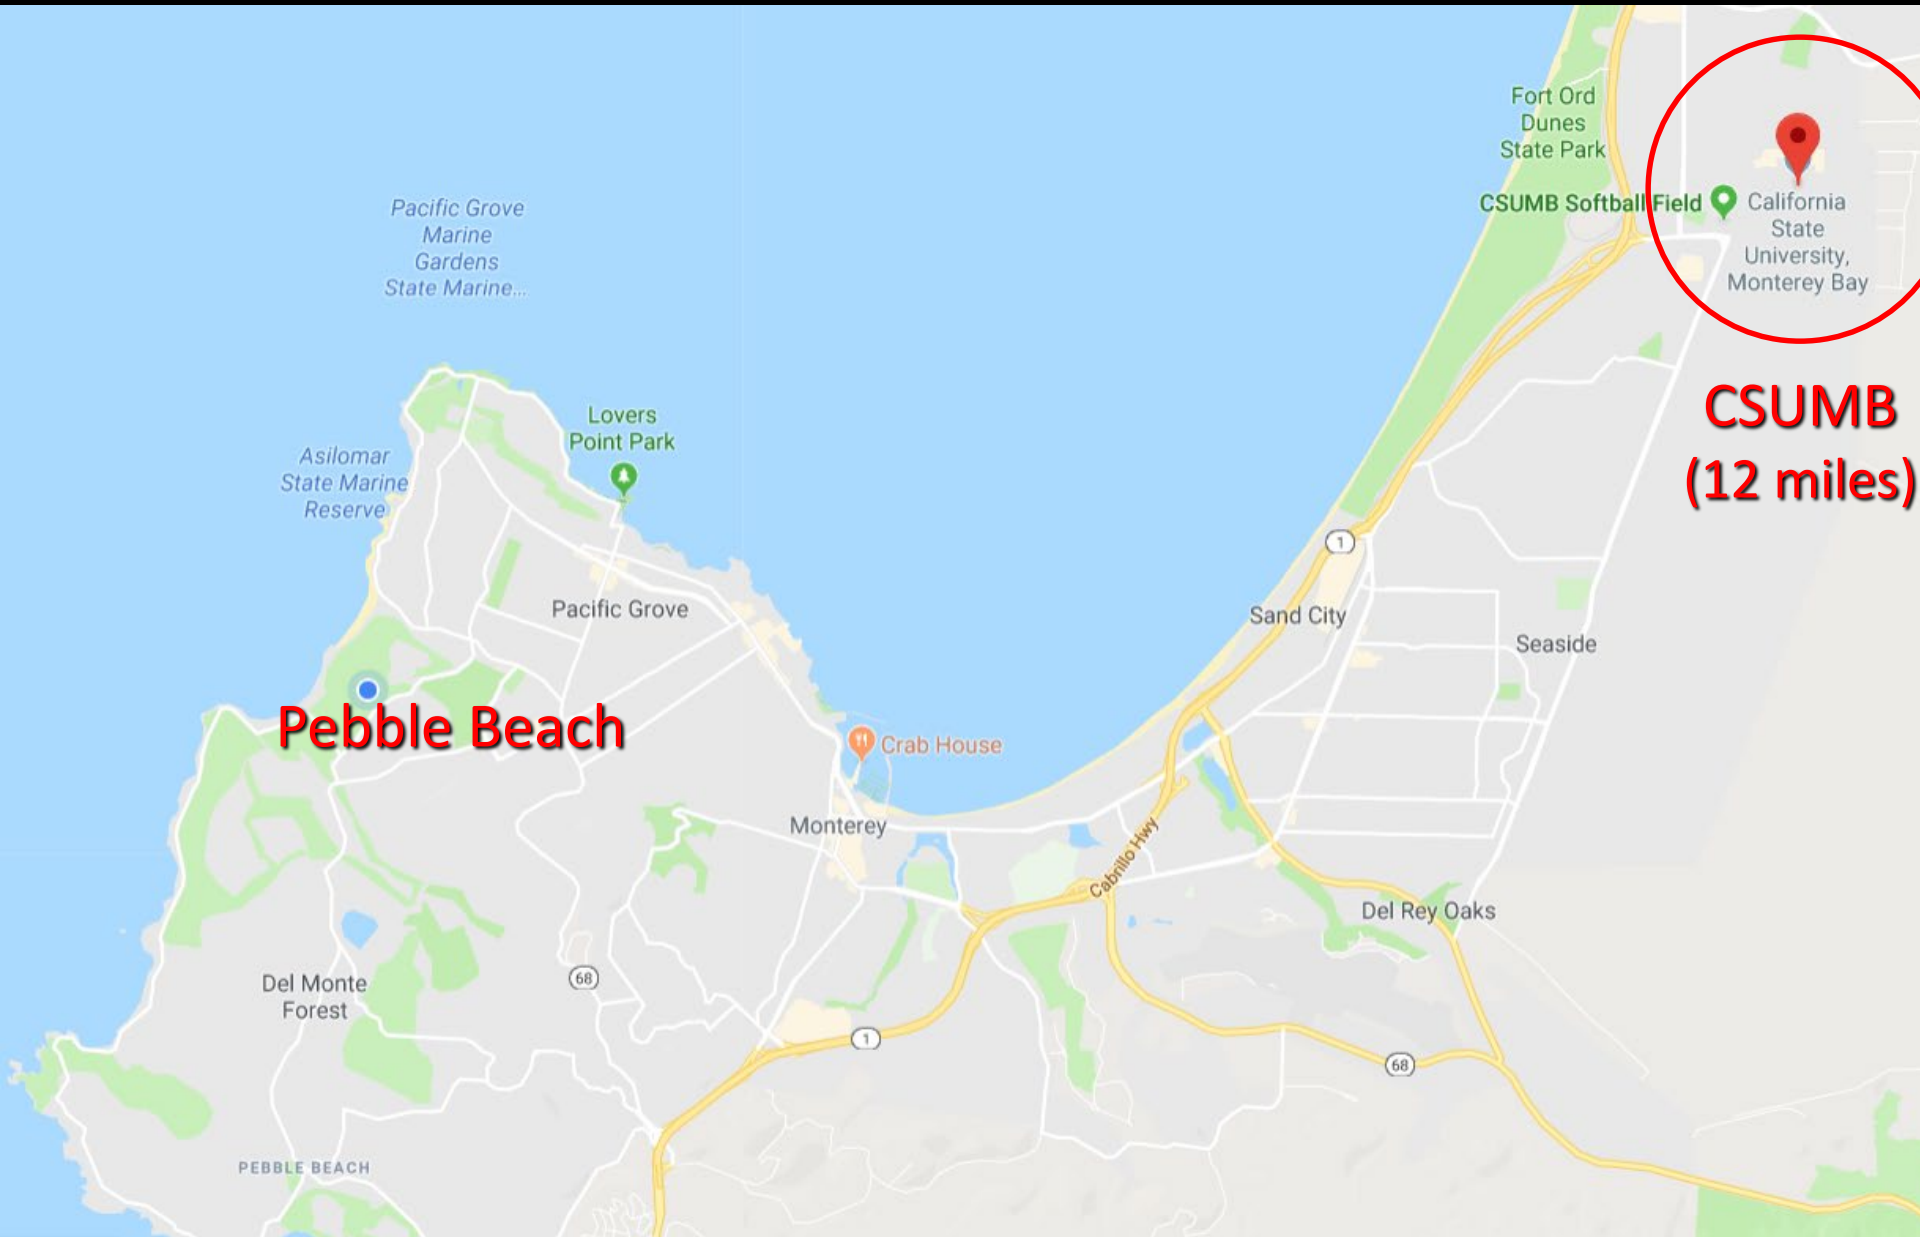 Fort Ord
Dunes
State Park
CSUMB Softball Field
California
State
University,
Monterey Bay
Pacific Grove
Marine
Gardens
State Marine...
CSUMB
(12 miles)
Lovers
Point Park
Asilomar
State Marine
Reserve
1
Pacific Grove
Sand City
Seaside
Pebble Beach
Crab House
Monterey
Cabrillo Hwy
Del Rey Oaks
Del Monte
Forest
68
1
68
PEBBLE BEACH